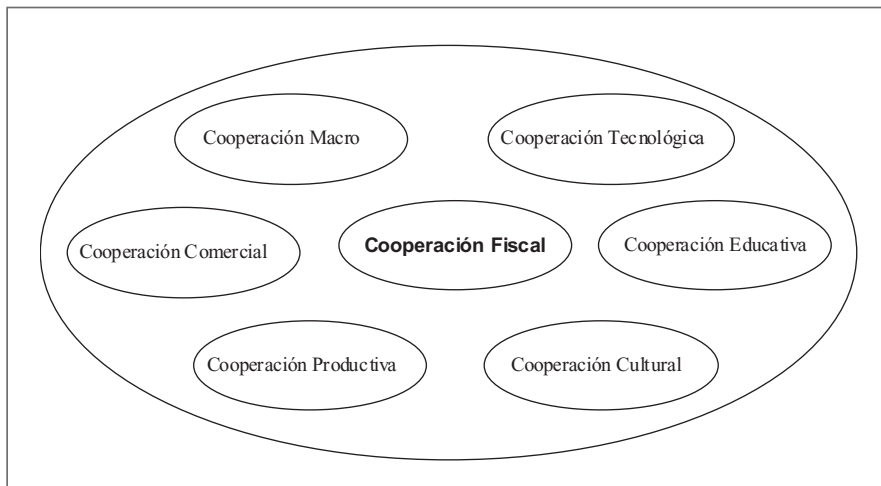 Cooperación Macro
Cooperación Tecnológica
Cooperación Comercial
Cooperación Fiscal
Cooperación Educativa
Cooperación Productiva
Cooperación Cultural